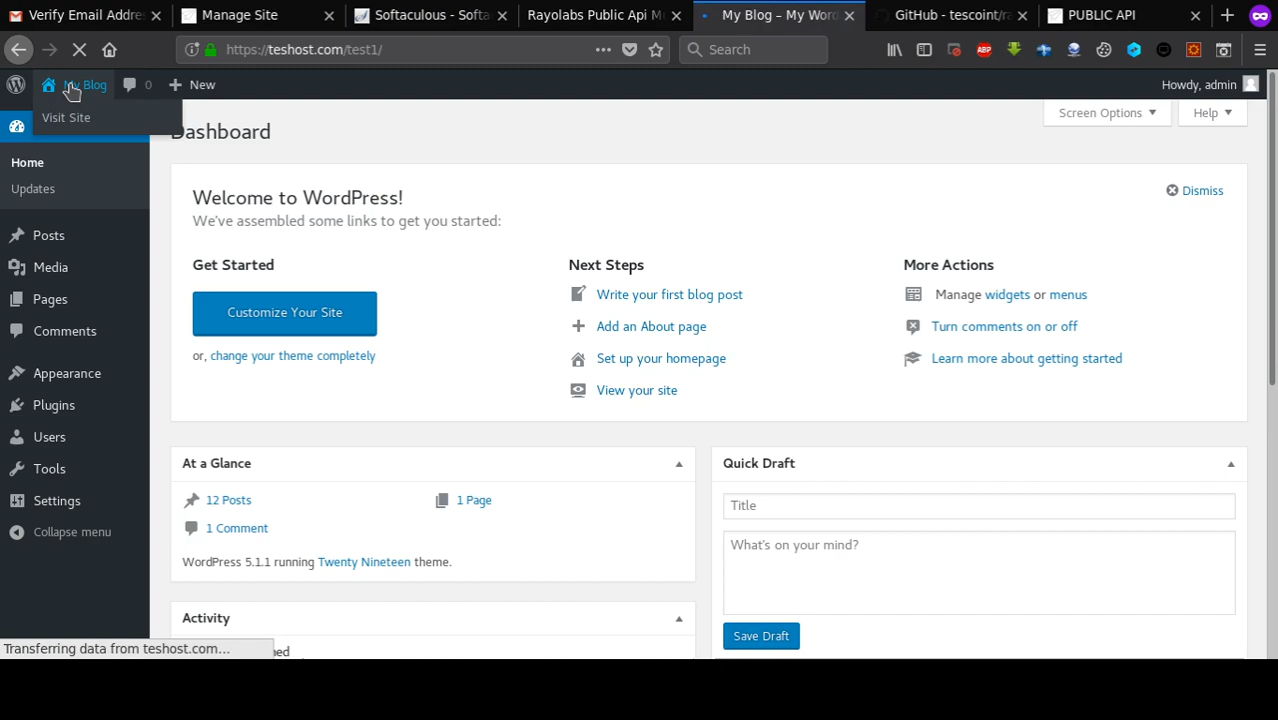 Verify Email Addres
Manage Site
Softaculous - Softac
Rayolabs Public Api M
My Blog – My Word
GitHub - tescoint/ra
PUBLIC API
https://teshost.com/test1/
Search
My Blog
0
New
Howdy, admin
Visit Site
Dashboard
Screen Options
Help
Home
Updates
Posts
Media
Pages
Comments
Appearance
Plugins
Users
Tools
Settings
Collapse menu
Welcome to WordPress!
We've assembled some links to get you started:
Dismiss
Get Started
Customize Your Site
or, change your theme completely
Next Steps
Write your first blog post
Add an About page
Set up your homepage
View your site
More Actions
Manage widgets or menus
Turn comments on or off
Learn more about getting started
At a Glance
12 Posts
1 Page
1 Comment
WordPress 5.1.1 running Twenty Nineteen theme.
Quick Draft
Title
What's on your mind?
Save Draft
Activity
Transferring data from teshost.com...